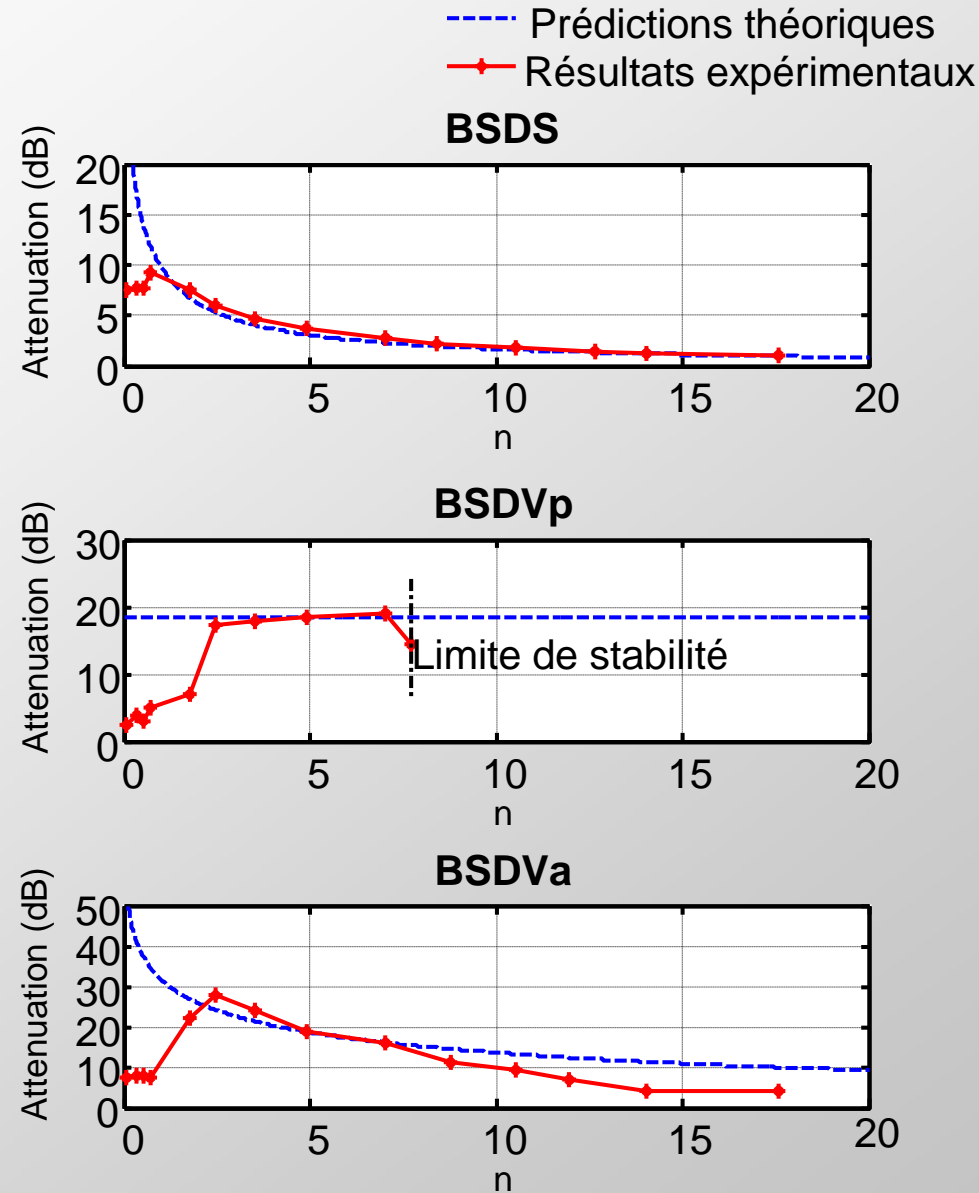 Prédictions théoriques
Résultats expérimentaux
BSDS
Attenuation (dB)
20
15
10
5
0
0 5 10 15 20
n
BSDVp
Attenuation (dB)
30
20
10
0
Limite de stabilité
0 5 10 15 20
n
BSDVa
Attenuation (dB)
50
40
30
20
10
0
0 5 10 15 20
n